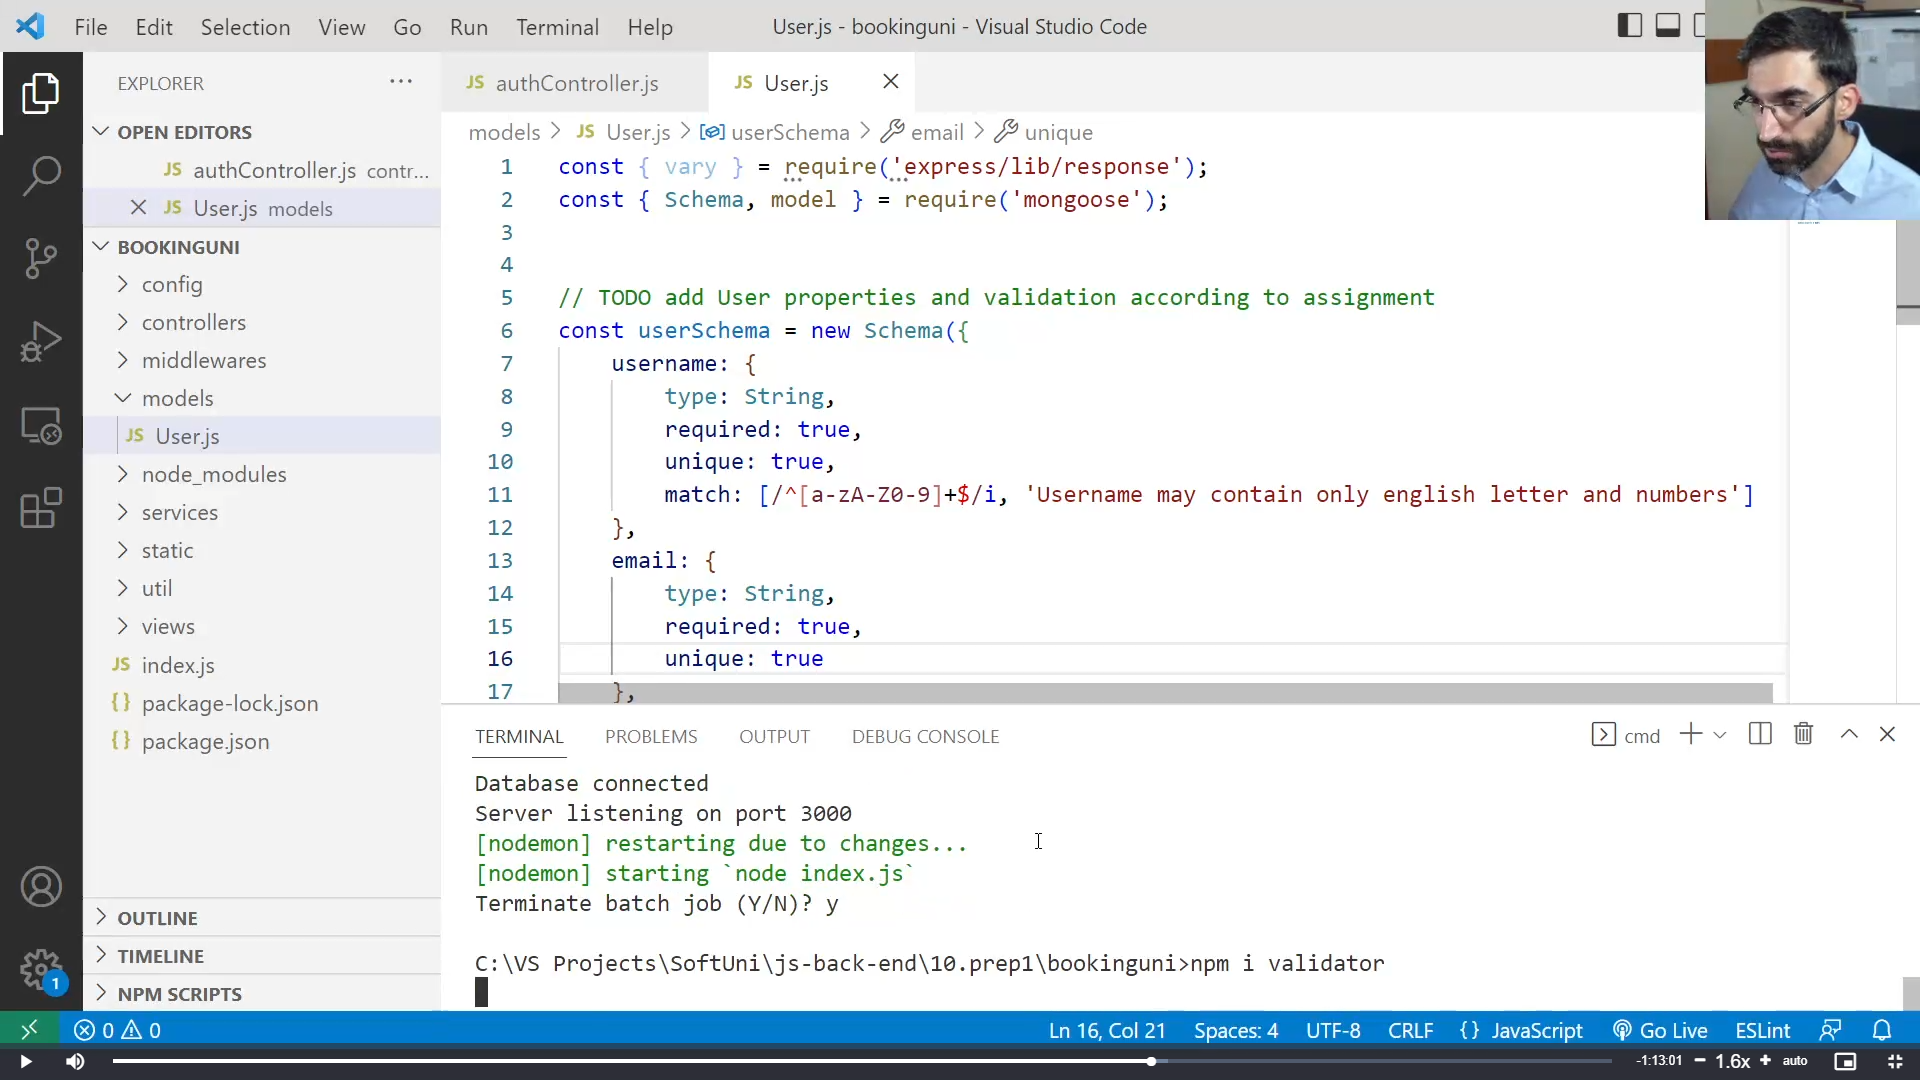 File Edit Selection View Go Run Terminal Help
User.js - bookinguni - Visual Studio Code
EXPLORER
OPEN EDITORS
JS authController.js contr...
JS User.js models
BOOKINGUNI
config
controllers
middlewares
models
JS User.js
node_modules
services
static
util
views
JS index.js
{} package-lock.json
{} package.json
OUTLINE
TIMELINE
NPM SCRIPTS
1
JS authController.js
JS User.js
models > JS User.js > userSchema > email > unique
1 const { vary } = require('express/lib/response');
2 const { Schema, model } = require('mongoose');
3
4
5 // TODO add User properties and validation according to assignment
6 const userSchema = new Schema({
7 username: {
8 type: String,
9 required: true,
10 unique: true,
11 match: [/^[a-zA-Z0-9]+$/i, 'Username may contain only english letter and numbers']
12 },
13 email: {
14 type: String,
15 required: true,
16 unique: true
17 },
TERMINAL PROBLEMS OUTPUT DEBUG CONSOLE
cmd
Database connected
Server listening on port 3000
[nodemon] restarting due to changes...
[nodemon] starting `node index.js`
Terminate batch job (Y/N)? y
C:\VS Projects\SoftUni\js-back-end\10.prep1\bookinguni>npm i validator
0 0
Ln 16, Col 21 Spaces: 4 UTF-8 CRLF {} JavaScript Go Live ESLint
-1:13:01 − 1.6x + auto